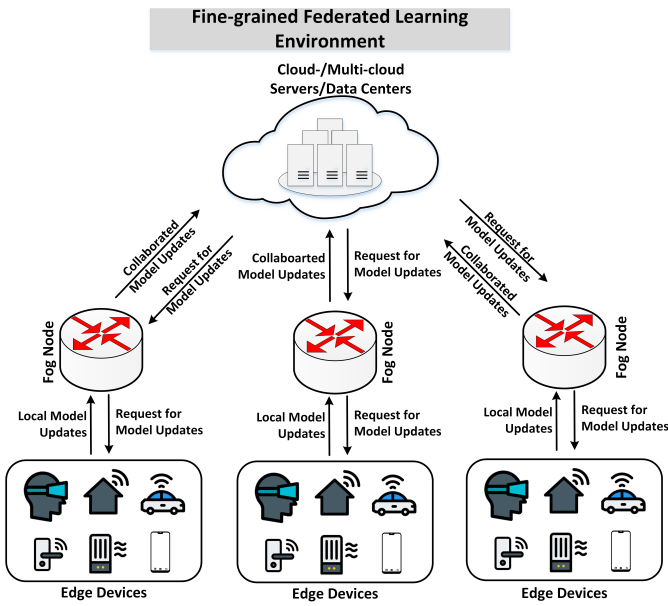 Fine-grained Federated Learning
Environment
Cloud-/Multi-cloud
Servers/Data Centers
Collaborated
Model Updates
Request for
Model Updates
Collaboarted
Model Updates
Request for
Model Updates
Request for
Model Updates
Collaborated
Model Updates
Fog Node
Fog Node
Fog Node
Local Model
Updates
Request for
Model Updates
Local Model
Updates
Request for
Model Updates
Local Model
Updates
Request for
Model Updates
Edge Devices
Edge Devices
Edge Devices